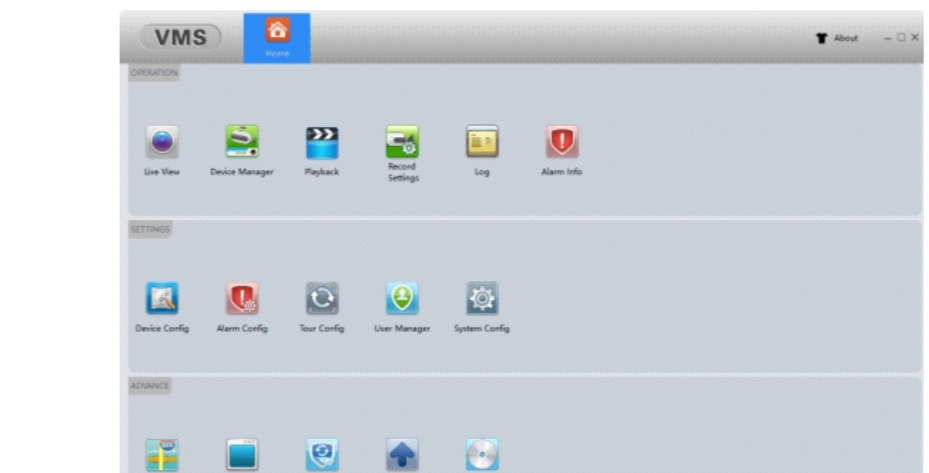 VMS
Home
About
OPERATION
Live View
Device Manager
Playback
Record
Settings
Log
Alarm Info
SETTINGS
Device Config
Alarm Config
Tour Config
User Manager
System Config
ADVANCE